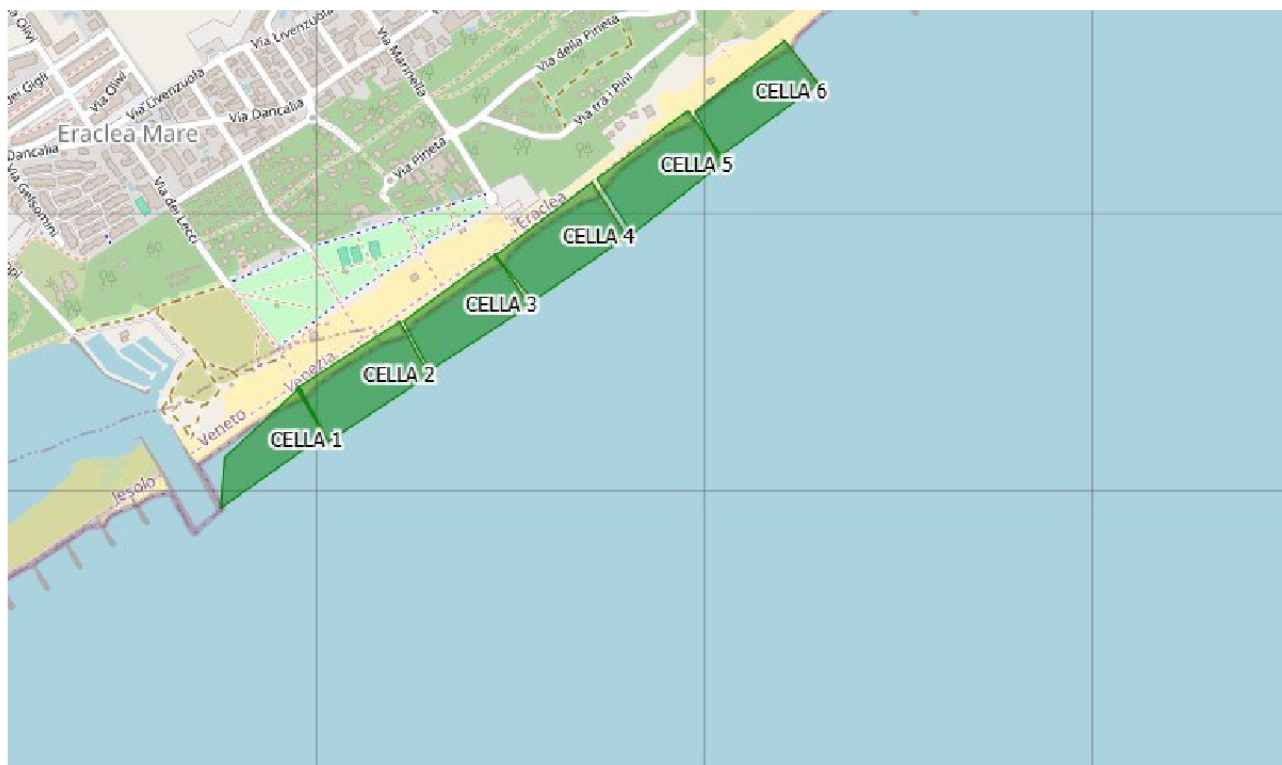 Via Olivi
dei Gigli
Via Olivi
Via Livenzuola
Via Livenzuola
Via Dancalia
Eraclea Mare
Dancalia
Via Gelsomini
Via dei Lecci
Via Marinella
Via della Pineta
Via tra i Pini
Via Pineta
Eraclea
Venezia
Veneto
Jesolo
CELLA 6
CELLA 5
CELLA 4
CELLA 3
CELLA 2
CELLA 1